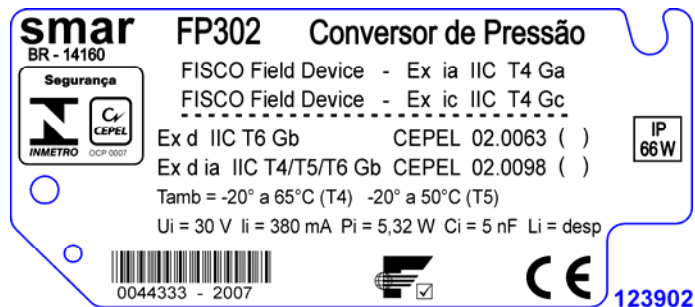 smar
BR - 14160
FP302 Conversor de Pressão
FISCO Field Device - Ex ia IIC T4 Ga
FISCO Field Device - Ex ic IIC T4 Gc
Segurança
INMETRO
CEPEL
OCP 0007
Ex d IIC T6 Gb CEPEL 02.0063 ( )
Ex d ia IIC T4/T5/T6 Gb CEPEL 02.0098 ( )
IP
66W
Tamb = -20° a 65°C (T4) -20° a 50°C (T5)
Ui = 30 V Ii = 380 mA Pi = 5,32 W Ci = 5 nF Li = desp
0044333 - 2007
CE
123902